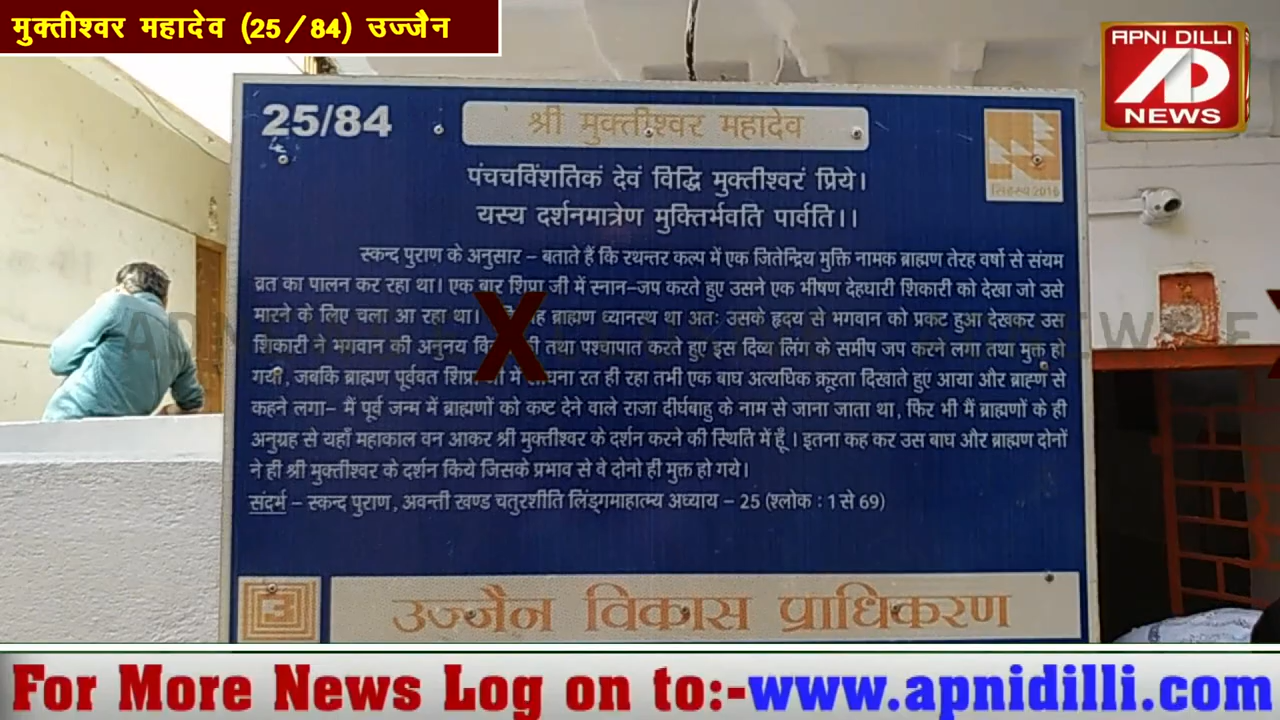 मुक्तीश्वर महादेव (25/84) उज्जैन
APNI DILLI
AD
NEWS
25/84
श्री मुक्तीश्वर महादेव
सिंहस्थ 2016
पंचचविंशतिकं देवं विद्धि मुक्तीश्वरं प्रिये।
यस्य दर्शनमात्रेण मुक्तिर्भवति पार्वति।।
स्कन्द पुराण के अनुसार – बताते हैं कि रथन्तर कल्प में एक जितेन्द्रिय मुक्ति नामक ब्राह्मण तेरह वर्षो से संयम
व्रत का पालन कर रहा था। एक बार शिप्रा जी में स्नान-जप करते हुए उसने एक भीषण देहधारी शिकारी को देखा जो उसे
मारने के लिए चला आ रहा था। ब्राह्मण ध्यानस्थ था अतः उसके हृदय से भगवान को प्रकट हुआ देखकर उस
शिकारी ने भगवान की अनुनय तथा पश्चापात करते हुए इस दिव्य लिंग के समीप जप करने लगा तथा मुक्त हो
गया, जबकि ब्राह्मण पूर्ववत में रत ही रहा तभी एक बाघ अत्यधिक क्रूरता दिखाते हुए आया और ब्राह्ण से
कहने लगा– मैं पूर्व जन्म में ब्राह्मणों को कष्ट देने वाले राजा दीर्घबाहु के नाम से जाना जाता था, फिर भी मैं ब्राह्मणों के ही
अनुग्रह से यहाँ महाकाल वन आकर श्री मुक्तीश्वर के दर्शन करने की स्थिति में हूँ। इतना कह कर उस बाघ और ब्राह्मण दोनों
ने ही श्री मुक्तीश्वर के दर्शन किये जिसके प्रभाव से वे दोनो ही मुक्त हो गये।
संदर्भ – स्कन्द पुराण, अवन्ती खण्ड चतुरशीति लिंङ्गमाहात्म्य अध्याय – 25 (श्लोक : 1 से 69)
उज्जैन विकास प्राधिकरण
For More News Log on to:-www.apnidilli.com